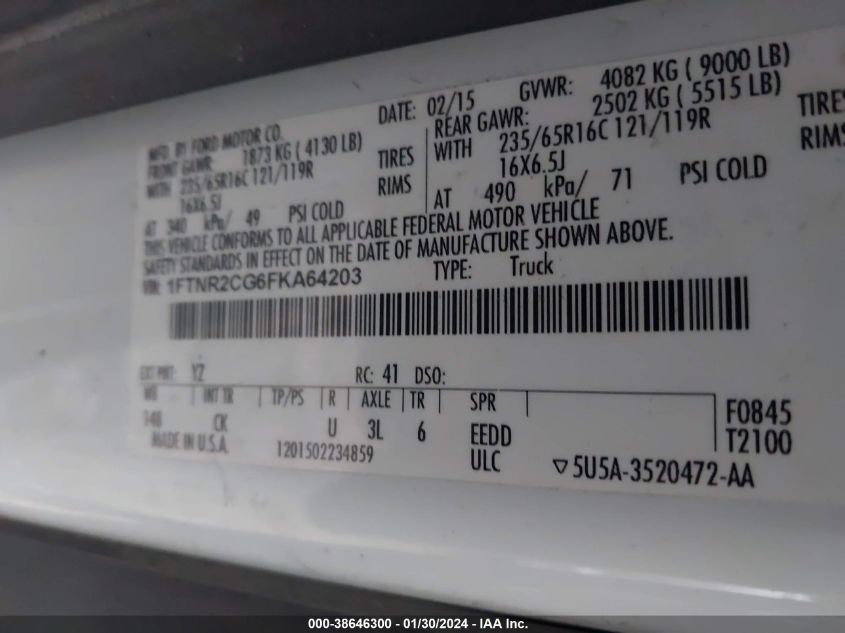 MFD. BY FORD MOTOR CO.
DATE: 02/15
GVWR: 4082 KG ( 9000 LB)
FRONT GAWR: 1873 KG ( 4130 LB)
REAR GAWR: 2502 KG ( 5515 LB)
WITH 235/65R16C 121/119R TIRES
WITH 235/65R16C 121/119R TIRES
16X6.5J RIMS
16X6.5J RIMS
AT 340 kPa/ 49 PSI COLD
AT 490 kPa/ 71 PSI COLD
THIS VEHICLE CONFORMS TO ALL APPLICABLE FEDERAL MOTOR VEHICLE
SAFETY STANDARDS IN EFFECT ON THE DATE OF MANUFACTURE SHOWN ABOVE.
VIN: 1FTNR2CG6FKA64203
TYPE: Truck
EXT PNT: YZ
RC: 41 DSO:
WB INT TR TP/PS R AXLE TR SPR
148 CK U 3L 6 EEDD
F0845
T2100
MADE IN U.S.A.
1201502234859
ULC
▽5U5A-3520472-AA
000-38646300 - 01/30/2024 - IAA Inc.